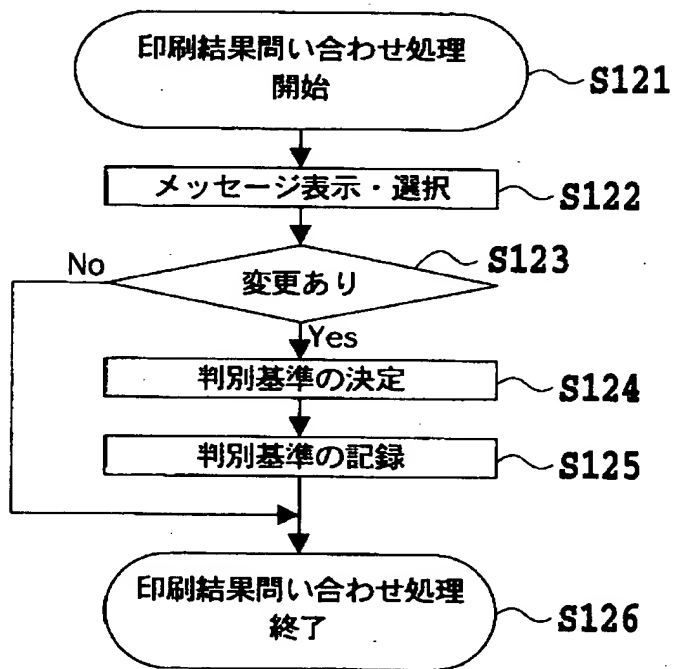 印刷結果問い合わせ処理
開始
S121
メッセージ表示・選択
S122
変更あり
S123
No
Yes
判別基準の決定
S124
判別基準の記録
S125
印刷結果問い合わせ処理
終了
S126